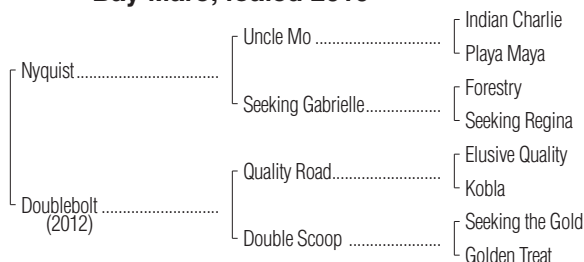 Bay Mare; foaled
Indian Charlie
Uncle Mo
Playa Maya
Nyquist
Forestry
Seeking Gabrielle
Seeking Regina
Elusive Quality
Quality Road
Kobla
Doublebolt
(2012)
Seeking the Gold
Double Scoop
Golden Treat